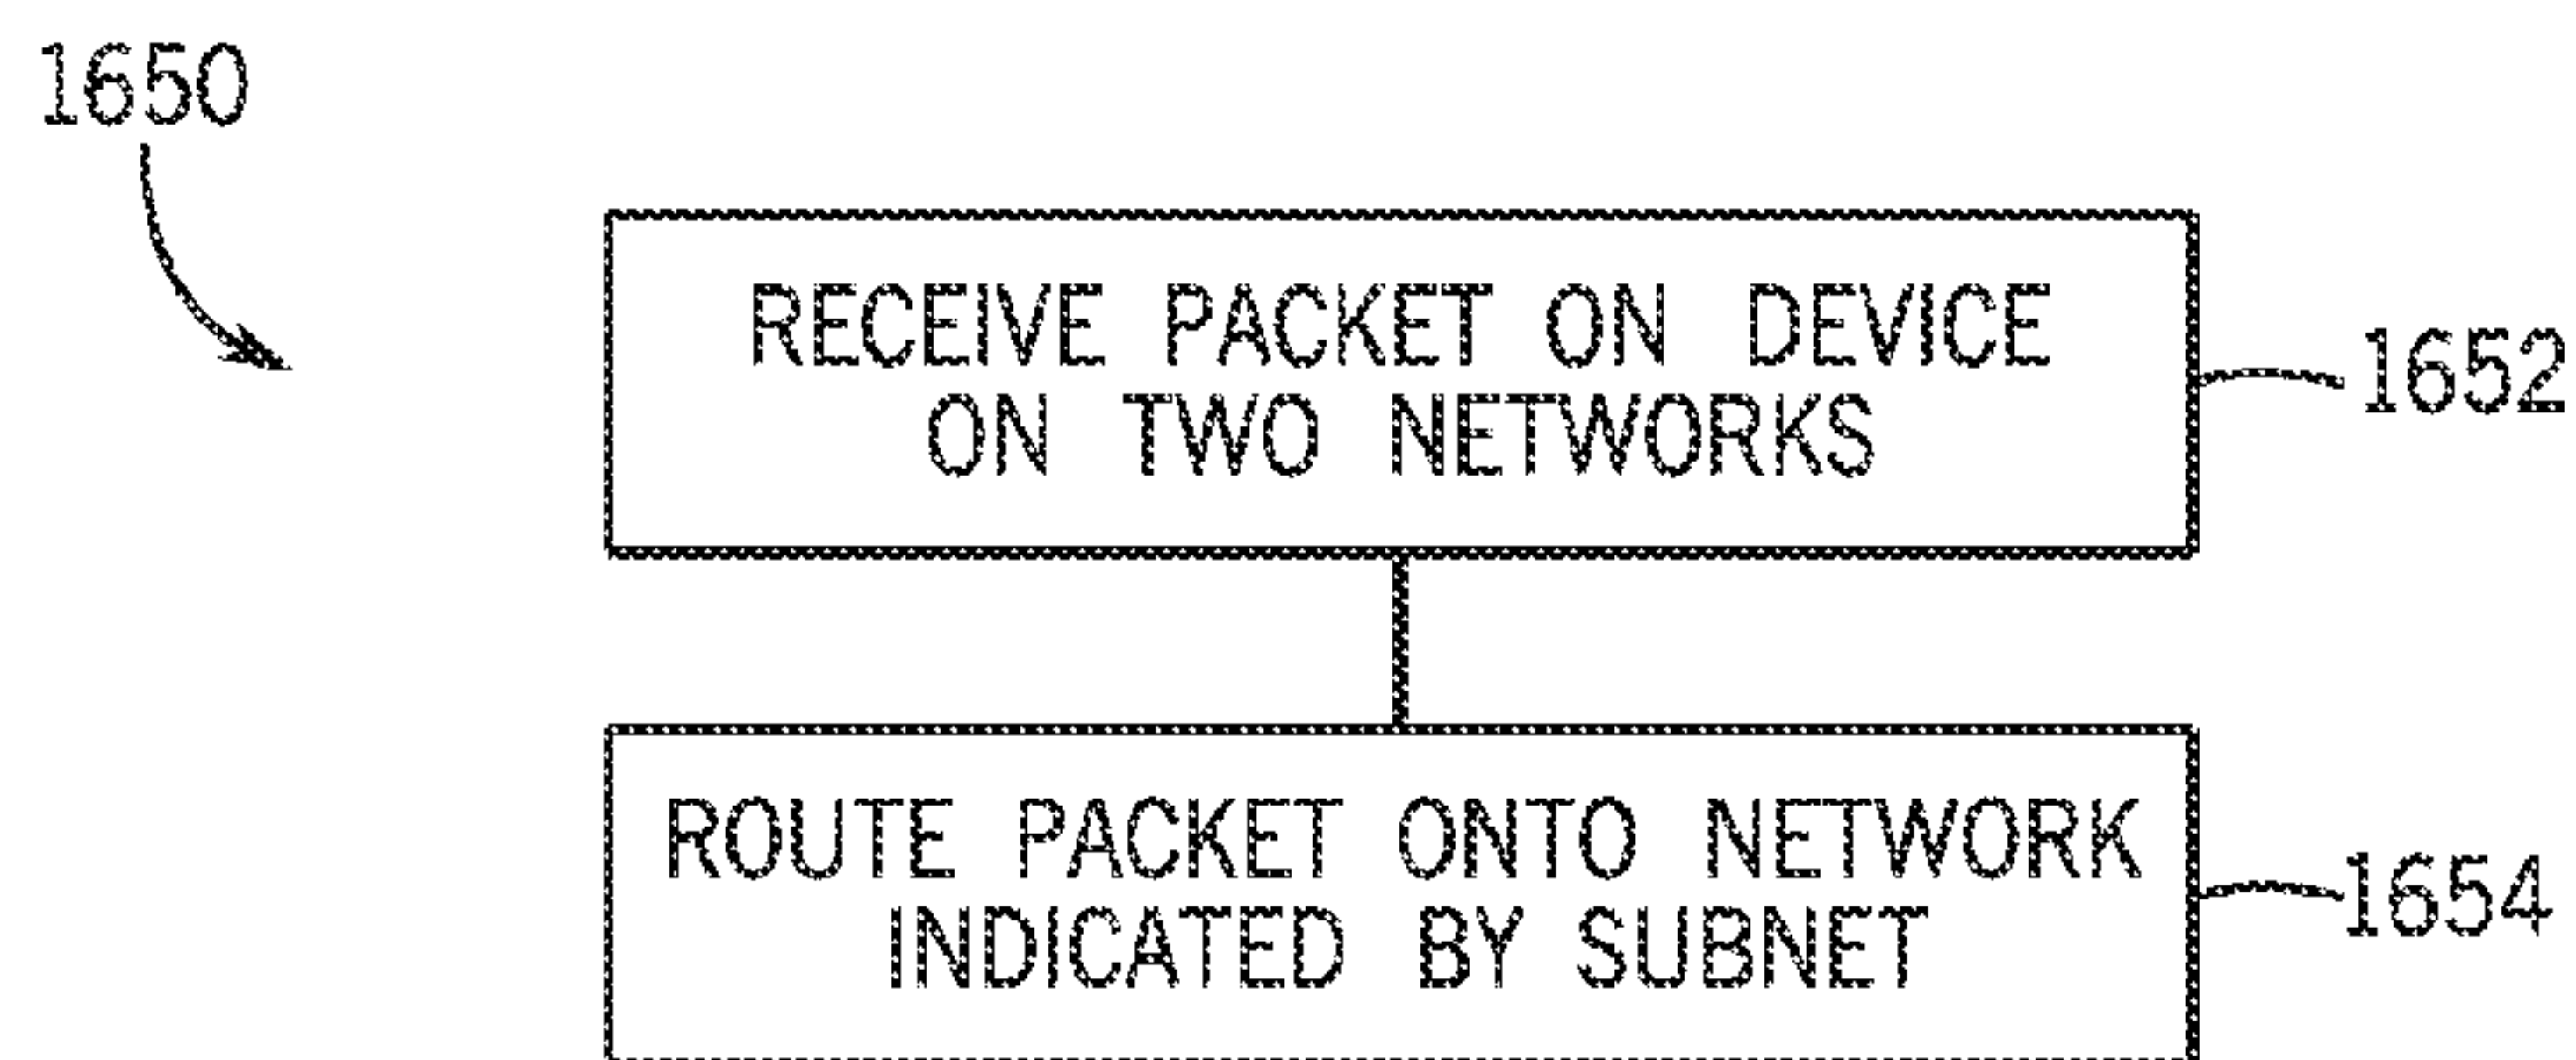 1650
RECEIVE PACKET ON DEVICE
ON TWO NETWORKS
1652
ROUTE PACKET ONTO NETWORK
INDICATED BY SUBNET
1654